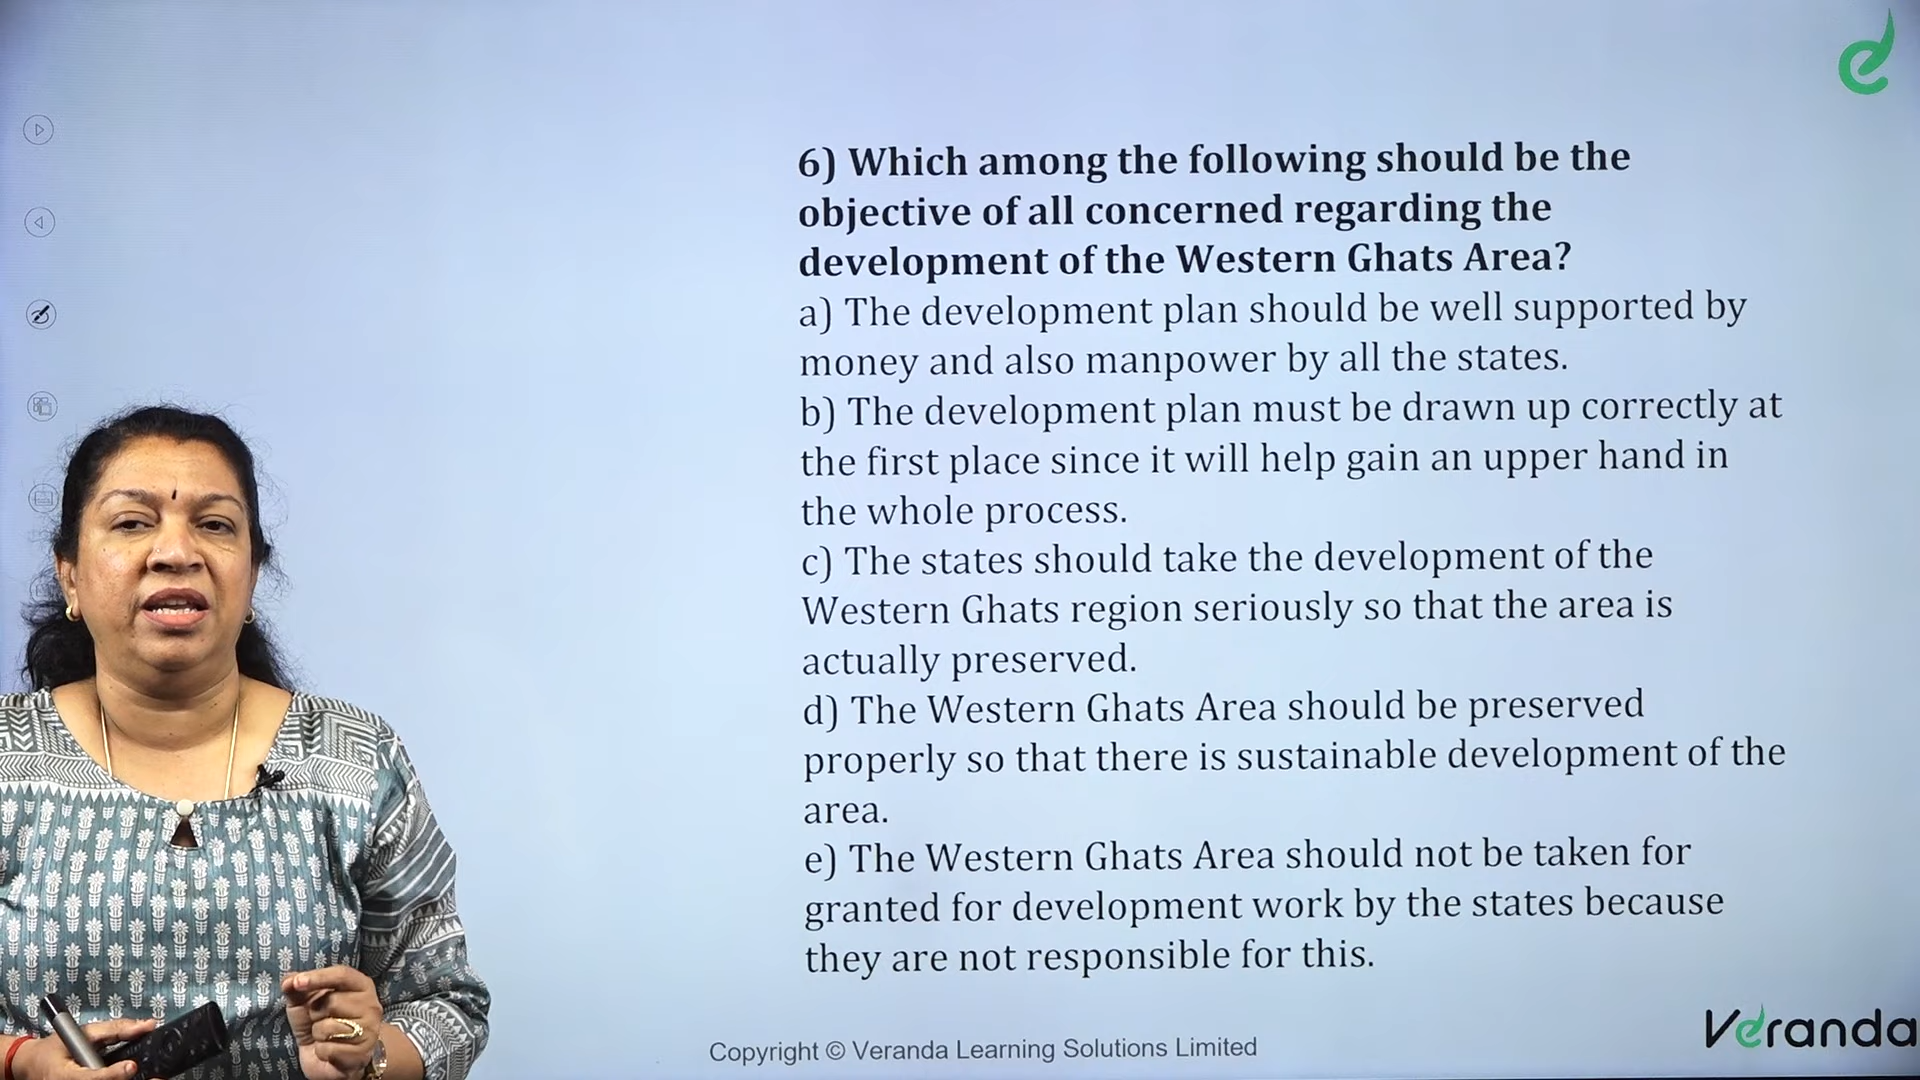 6) Which among the following should be the
objective of all concerned regarding the
development of the Western Ghats Area?
a) The development plan should be well supported by
money and also manpower by all the states.
b) The development plan must be drawn up correctly at
the first place since it will help gain an upper hand in
the whole process.
c) The states should take the development of the
Western Ghats region seriously so that the area is
actually preserved.
d) The Western Ghats Area should be preserved
properly so that there is sustainable development of the
area.
e) The Western Ghats Area should not be taken for
granted for development work by the states because
they are not responsible for this.
Veranda
Copyright © Veranda Learning Solutions Limited